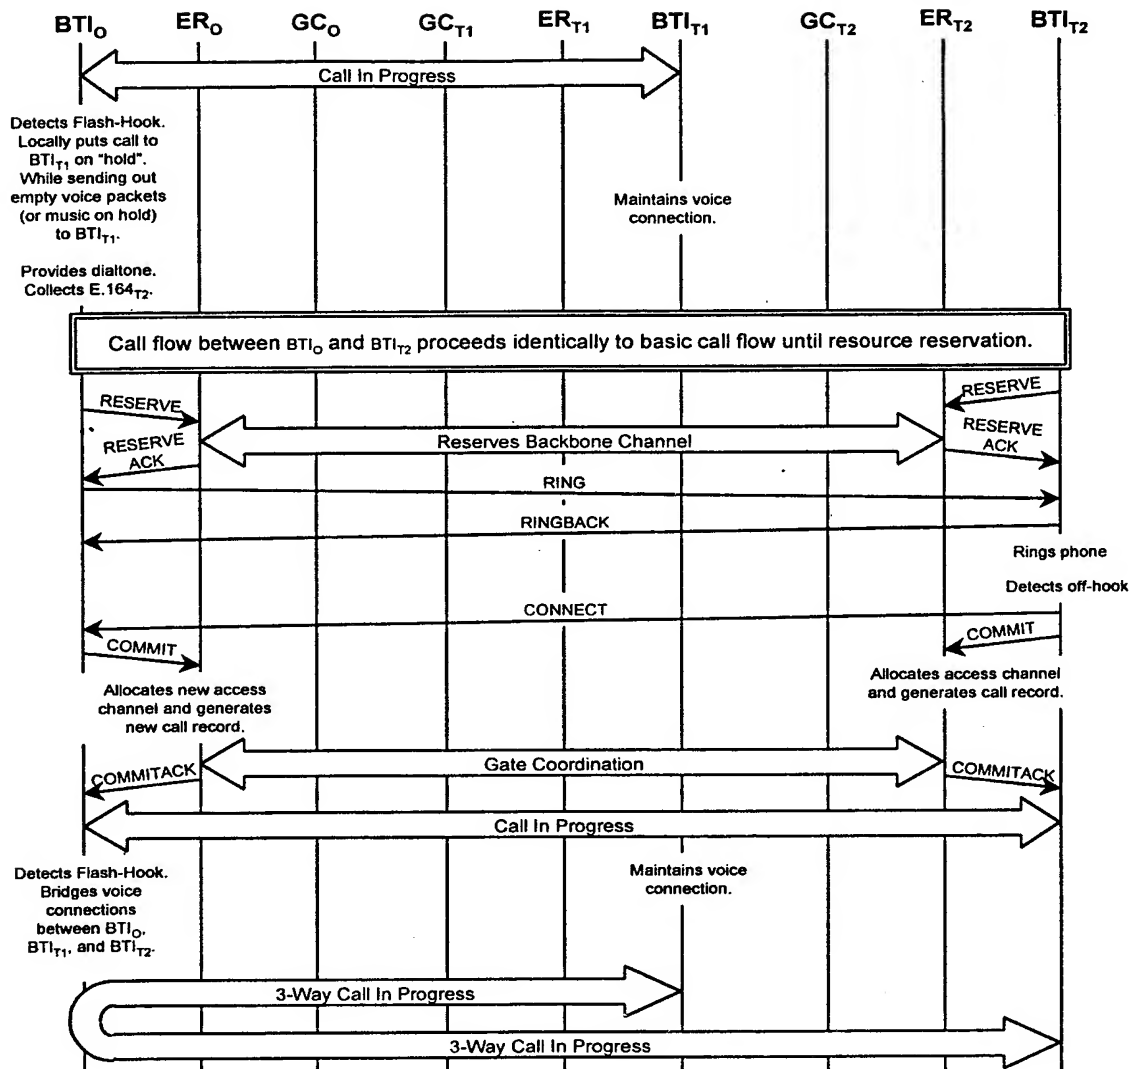 BTIO ERO GCO GCT1 ERT1 BTIT1 GCT2 ERT2 BTIT2
Call In Progress
Detects Flash-Hook.
Locally puts call to
BTIT1 on "hold".
While sending out
empty voice packets
(or music on hold)
to BTIT1.
Maintains voice
connection.
Provides dialtone.
Collects E.164T2.
Call flow between BTIO and BTIT2 proceeds identically to basic call flow until resource reservation.
RESERVE
RESERVE
Reserves Backbone Channel
RESERVE
ACK
RESERVE
ACK
RING
RINGBACK
Rings phone
Detects off-hook
CONNECT
COMMIT
COMMIT
Allocates new access
channel and generates
new call record.
Allocates access channel
and generates call record.
Gate Coordination
COMMITACK
COMMITACK
Call In Progress
Detects Flash-Hook.
Bridges voice
connections
between BTIO,
BTIT1, and BTIT2.
Maintains voice
connection.
3-Way Call In Progress
3-Way Call In Progress